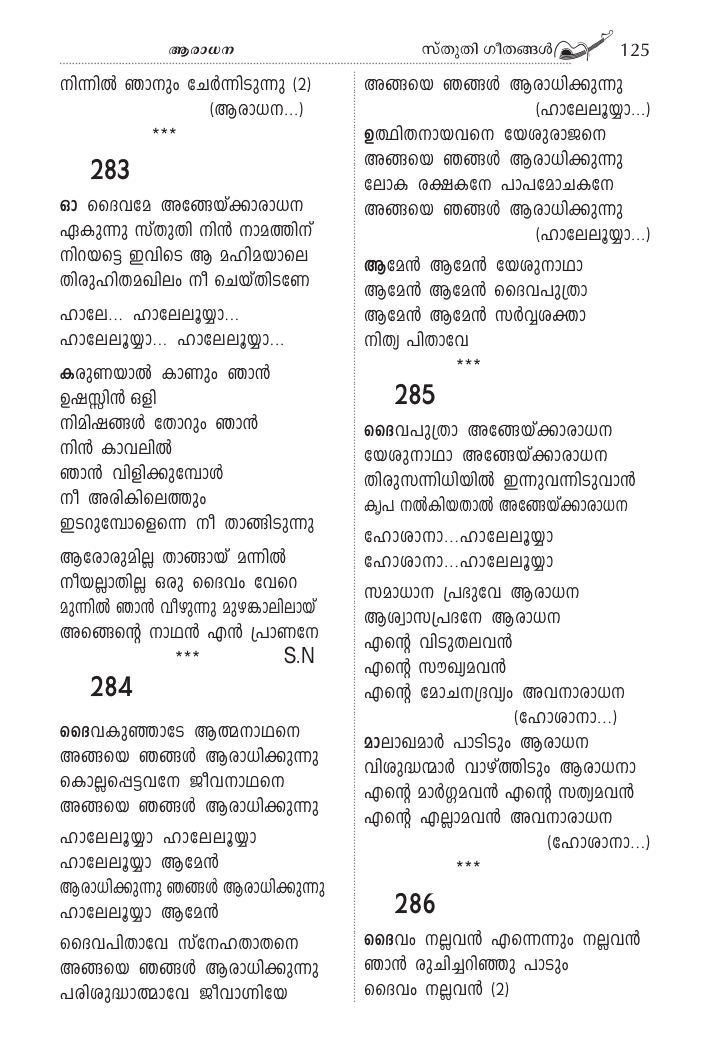 ആരാധന
സ്തുതി ഗീതങ്ങൾ 125
നിന്നിൽ ഞാനും ചേർന്നിടുന്നു (2)
(ആരാധന...)
***
283
ഓ ദൈവമേ അങ്ങേയ്ക്കാരാധന
ഏകുന്നു സ്തുതി നിൻ നാമത്തിന്
നിറയട്ടെ ഇവിടെ ആ മഹിമയാലെ
തിരുഹിതമഖിലം നീ ചെയ്തിടണേ
ഹാലേ... ഹാലേലൂയ്യാ...
ഹാലേലൂയ്യാ... ഹാലേലൂയ്യാ...
കരുണയാൽ കാണും ഞാൻ
ഉഷസ്സിൻ ഒളി
നിമിഷങ്ങൾ തോറും ഞാൻ
നിൻ കാവലിൽ
ഞാൻ വിളിക്കുമ്പോൾ
നീ അരികിലെത്തും
ഇടറുമ്പോളെന്നെ നീ താങ്ങിടുന്നു
ആരോരുമില്ല താങ്ങായ് മന്നിൽ
നീയല്ലാതില്ല ഒരു ദൈവം വേറെ
മുന്നിൽ ഞാൻ വീഴുന്നു മുഴങ്കാലിലായ്
അങ്ങെന്റെ നാഥൻ എൻ പ്രാണനേ
*** S.N
284
ദൈവകുഞ്ഞാടേ ആത്മനാഥനെ
അങ്ങയെ ഞങ്ങൾ ആരാധിക്കുന്നു
കൊല്ലപ്പെട്ടവനേ ജീവനാഥനെ
അങ്ങയെ ഞങ്ങൾ ആരാധിക്കുന്നു
ഹാലേലൂയ്യാ ഹാലേലൂയ്യാ
ഹാലേലൂയ്യാ ആമേൻ
ആരാധിക്കുന്നു ഞങ്ങൾ ആരാധിക്കുന്നു
ഹാലേലൂയ്യാ ആമേൻ
ദൈവപിതാവേ സ്നേഹതാതനെ
അങ്ങയെ ഞങ്ങൾ ആരാധിക്കുന്നു
പരിശുദ്ധാത്മാവേ ജീവാഗ്നിയേ
അങ്ങയെ ഞങ്ങൾ ആരാധിക്കുന്നു
(ഹാലേലൂയ്യാ...)
ഉത്ഥിതനായവനെ യേശുരാജനെ
അങ്ങയെ ഞങ്ങൾ ആരാധിക്കുന്നു
ലോക രക്ഷകനേ പാപമോചകനേ
അങ്ങയെ ഞങ്ങൾ ആരാധിക്കുന്നു
(ഹാലേലൂയ്യാ...)
ആമേൻ ആമേൻ യേശുനാഥാ
ആമേൻ ആമേൻ ദൈവപുത്രാ
ആമേൻ ആമേൻ സർവ്വശക്താ
നിത്യ പിതാവേ
***
285
ദൈവപുത്രാ അങ്ങേയ്ക്കാരാധന
യേശുനാഥാ അങ്ങേയ്ക്കാരാധന
തിരുസന്നിധിയിൽ ഇന്നുവന്നിടുവാൻ
കൃപ നൽകിയതാൽ അങ്ങേയ്ക്കാരാധന
ഹോശാനാ...ഹാലേലൂയ്യാ
ഹോശാനാ...ഹാലേലൂയ്യാ
സമാധാന പ്രഭുവേ ആരാധന
ആശ്വാസപ്രദനേ ആരാധന
എന്റെ വിടുതലവൻ
എന്റെ സൗഖ്യമവൻ
എന്റെ മോചനദ്രവ്യം അവനാരാധന
(ഹോശാനാ...)
മാലാഖമാർ പാടിടും ആരാധന
വിശുദ്ധന്മാർ വാഴ്ത്തിടും ആരാധനാ
എന്റെ മാർഗ്ഗമവൻ എന്റെ സത്യമവൻ
എന്റെ എല്ലാമവൻ അവനാരാധന
(ഹോശാനാ...)
***
286
ദൈവം നല്ലവൻ എന്നെന്നും നല്ലവൻ
ഞാൻ രുചിച്ചറിഞ്ഞു പാടും
ദൈവം നല്ലവൻ (2)